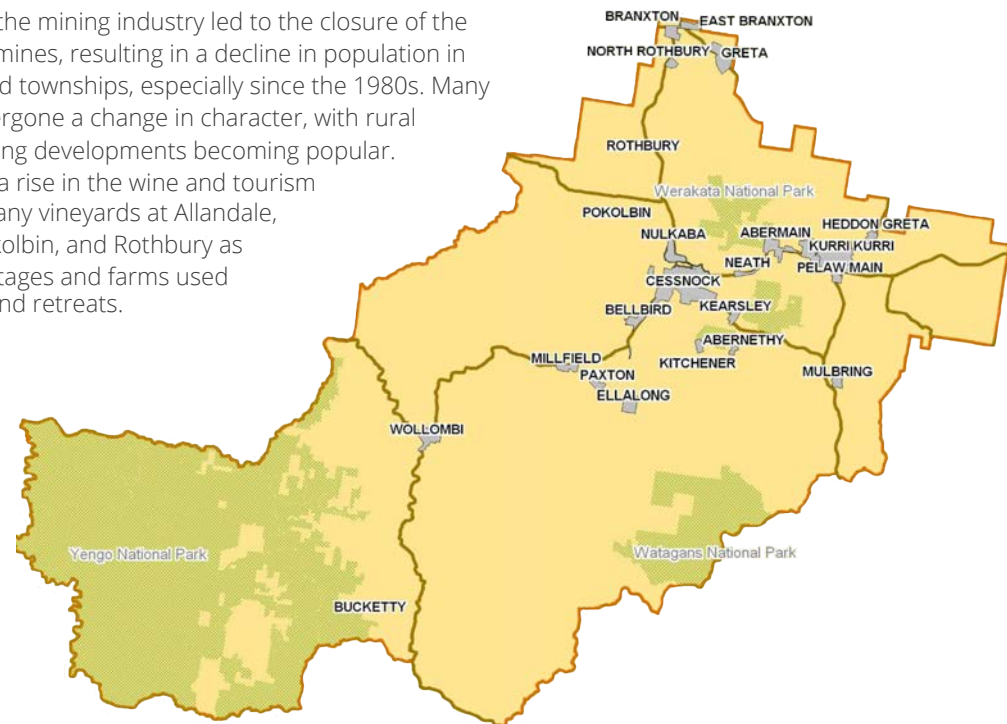 the mining industry led to the closure of the
mines, resulting in a decline in population in
d townships, especially since the 1980s. Many
ergone a change in character, with rural
ng developments becoming popular.
a rise in the wine and tourism
any vineyards at Allandale,
kolbin, and Rothbury as
tages and farms used
nd retreats.
BRANXTON
EAST BRANXTON
NORTH ROTHBURY
GRETA
ROTHBURY
Werakata National Park
POKOLBIN
HEDDON GRETA
NULKABA
ABERMAIN
KURRI KURRI
NEATH
PELAW MAIN
CESSNOCK
BELLBIRD
KEARSLEY
ABERNETHY
KITCHENER
MILLFIELD
MULBRING
PAXTON
ELLALONG
WOLLOMBI
Yengo National Park
Watagans National Park
BUCKETTY